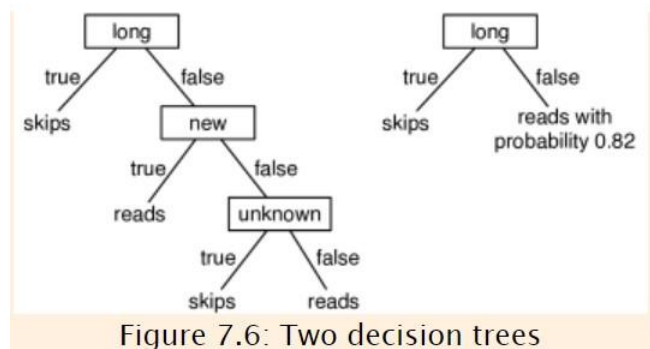 long
long
true
false
true
false
skips
new
skips
reads with
probability 0.82
true
false
reads
unknown
true
false
skips
reads
Figure 7.6: Two decision trees